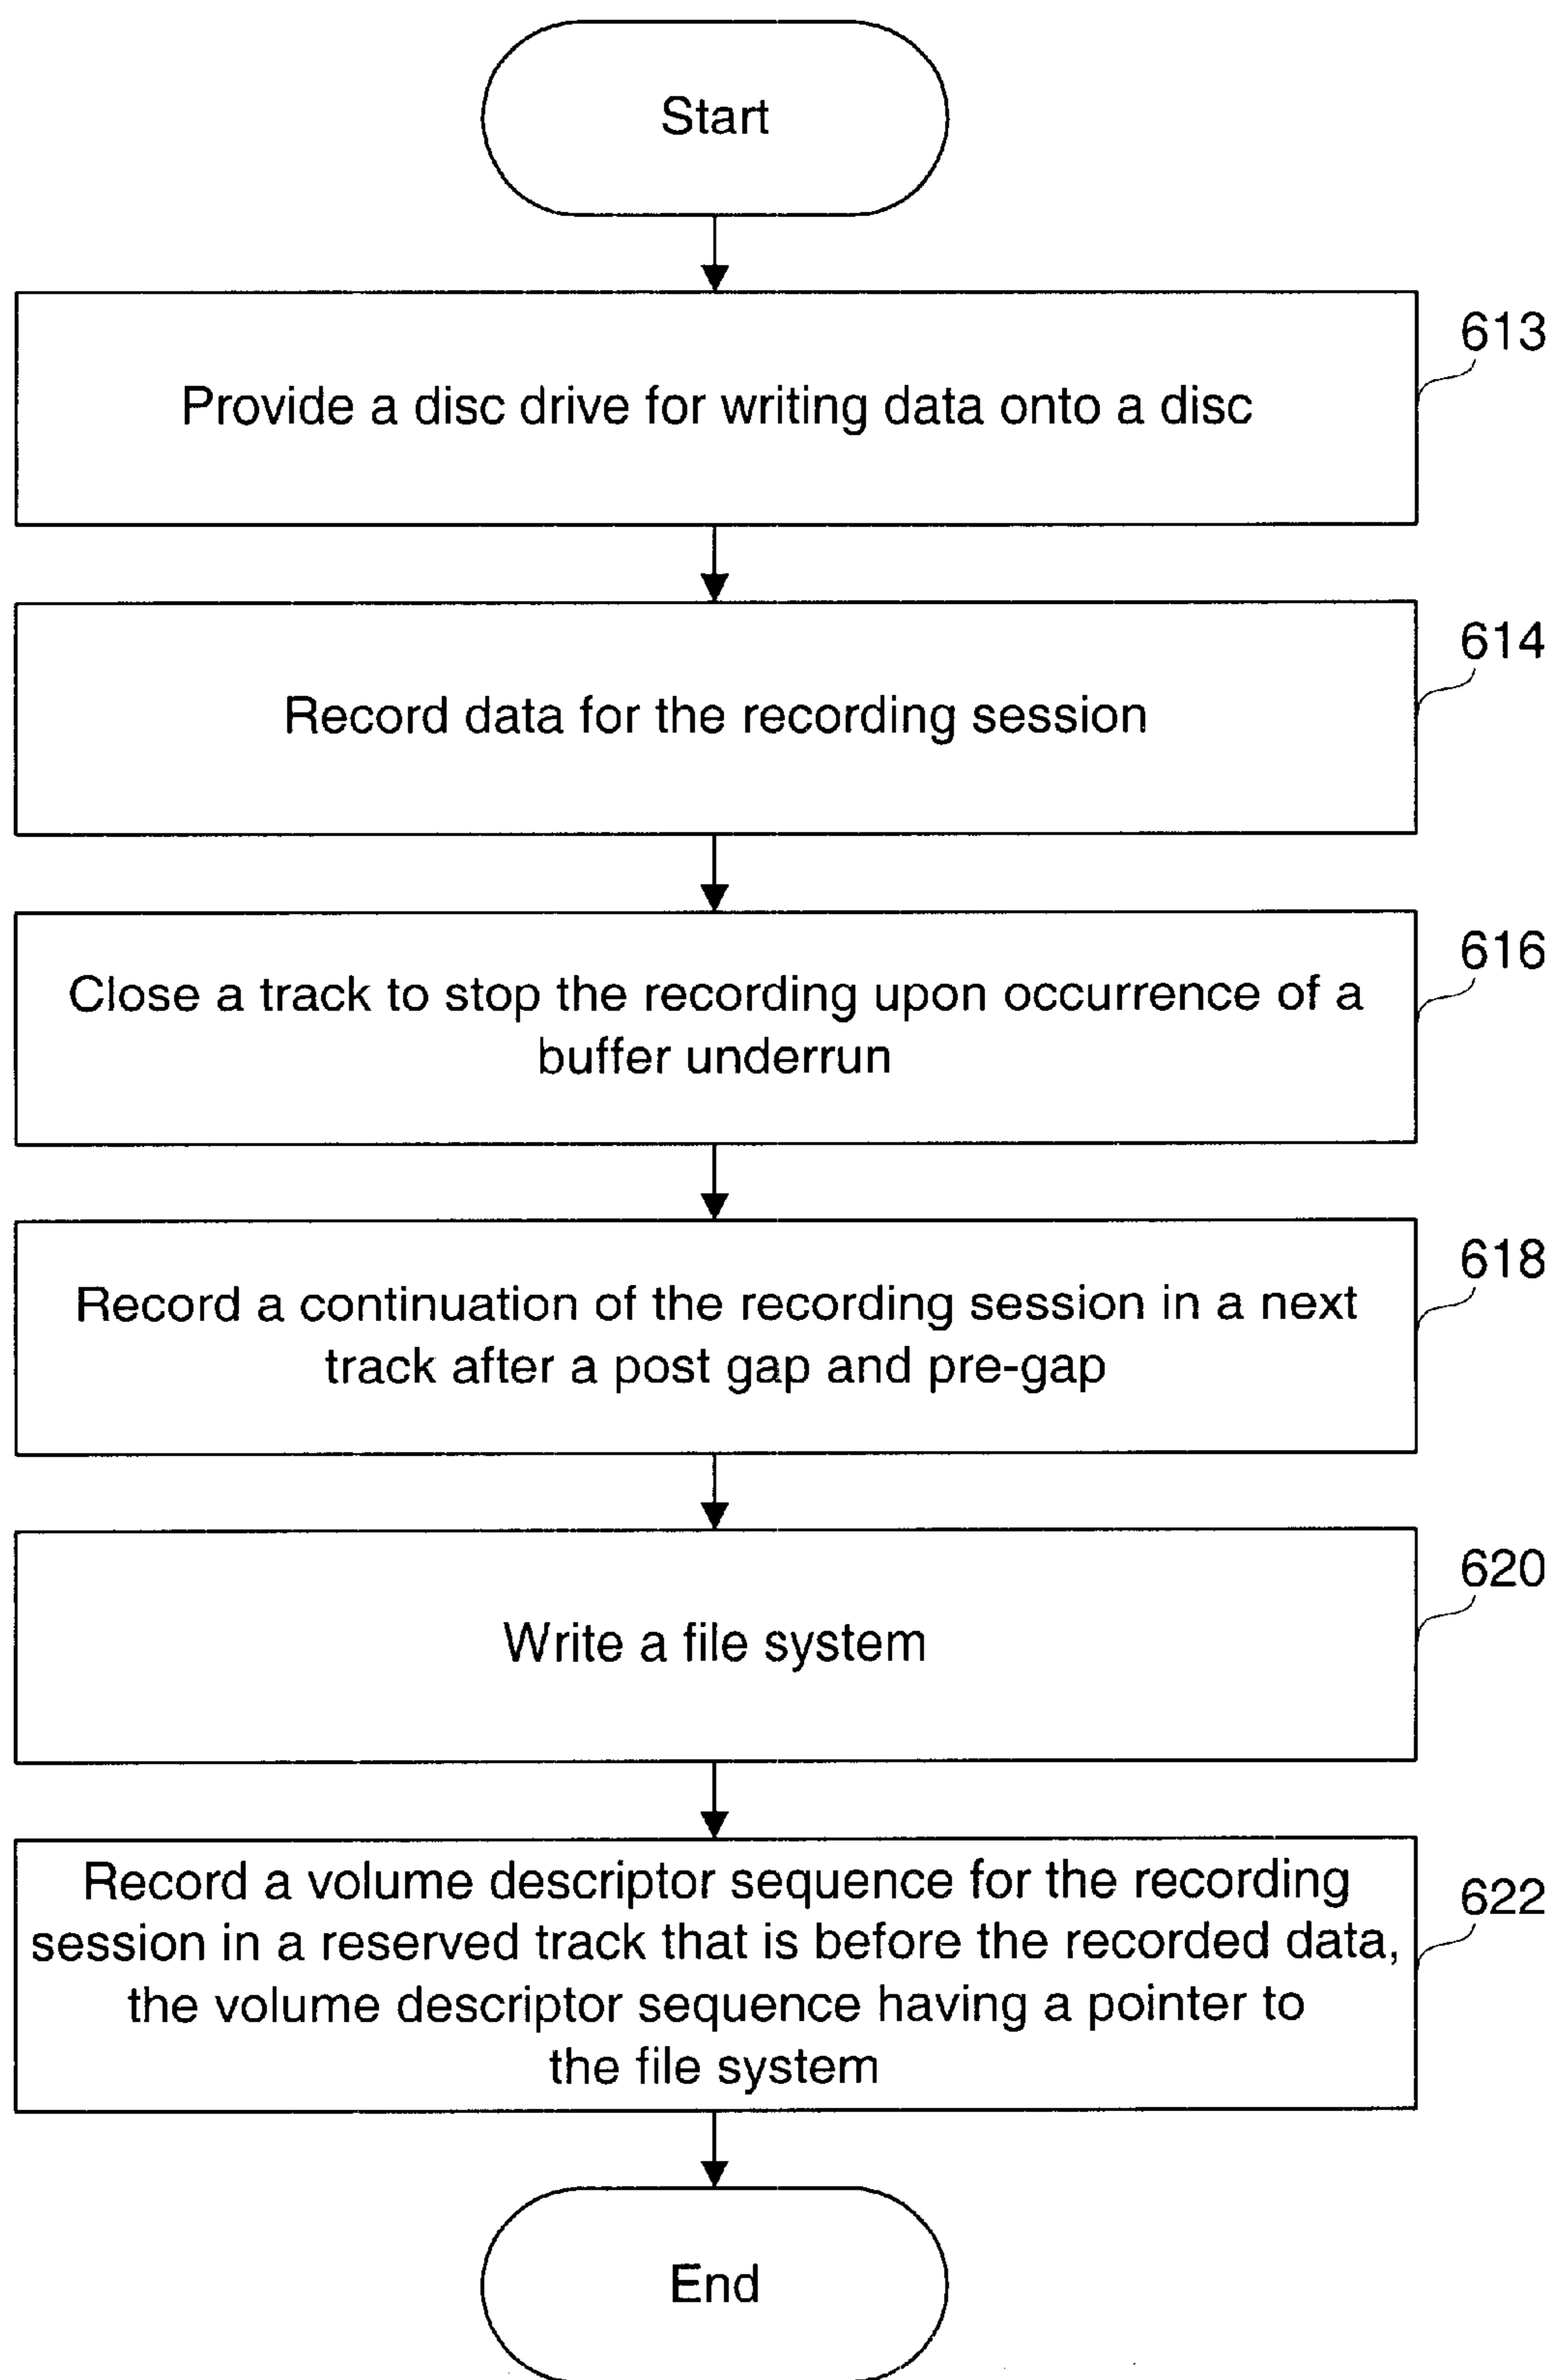 Start
613
Provide a disc drive for writing data onto a disc
614
Record data for the recording session
616
Close a track to stop the recording upon occurrence of a
buffer underrun
618
Record a continuation of the recording session in a next
track after a post gap and pre-gap
620
Write a file system
622
Record a volume descriptor sequence for the recording
session in a reserved track that is before the recorded data,
the volume descriptor sequence having a pointer to
the file system
End